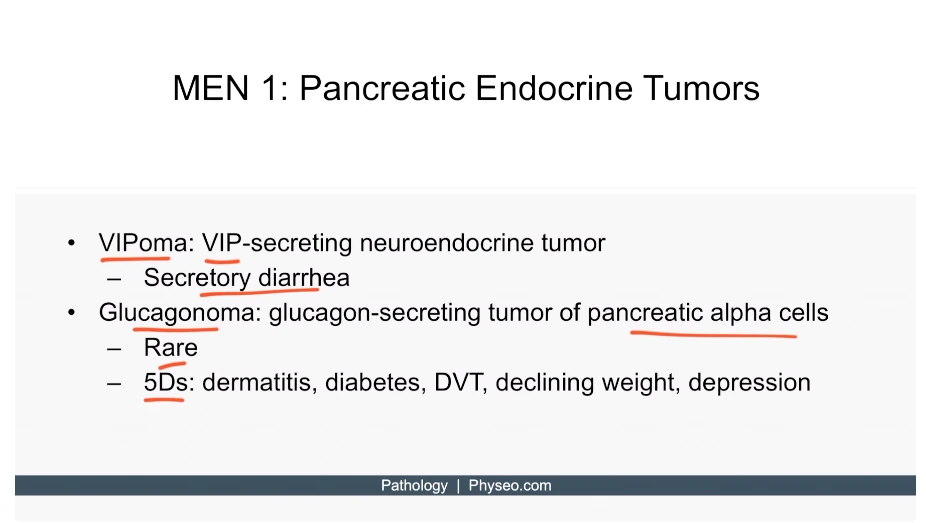 MEN 1: Pancreatic Endocrine Tumors
• VIPoma: VIP-secreting neuroendocrine tumor
– Secretory diarrhea
• Glucagonoma: glucagon-secreting tumor of pancreatic alpha cells
– Rare
– 5Ds: dermatitis, diabetes, DVT, declining weight, depression
Pathology | Physeo.com